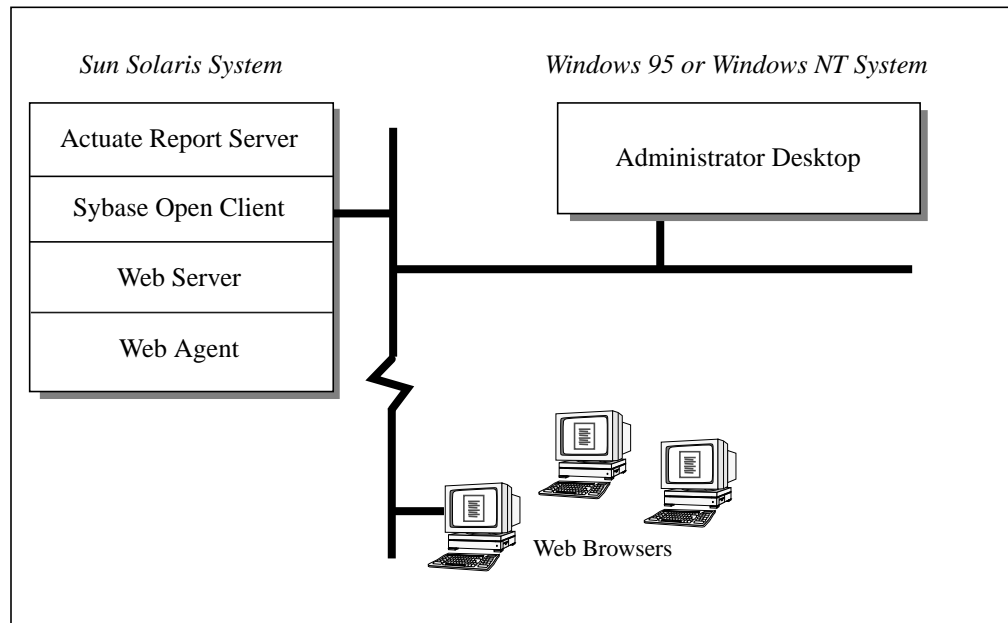 Sun Solaris System
Windows 95 or Windows NT System
Actuate Report Server
Sybase Open Client
Web Server
Web Agent
Administrator Desktop
Web Browsers